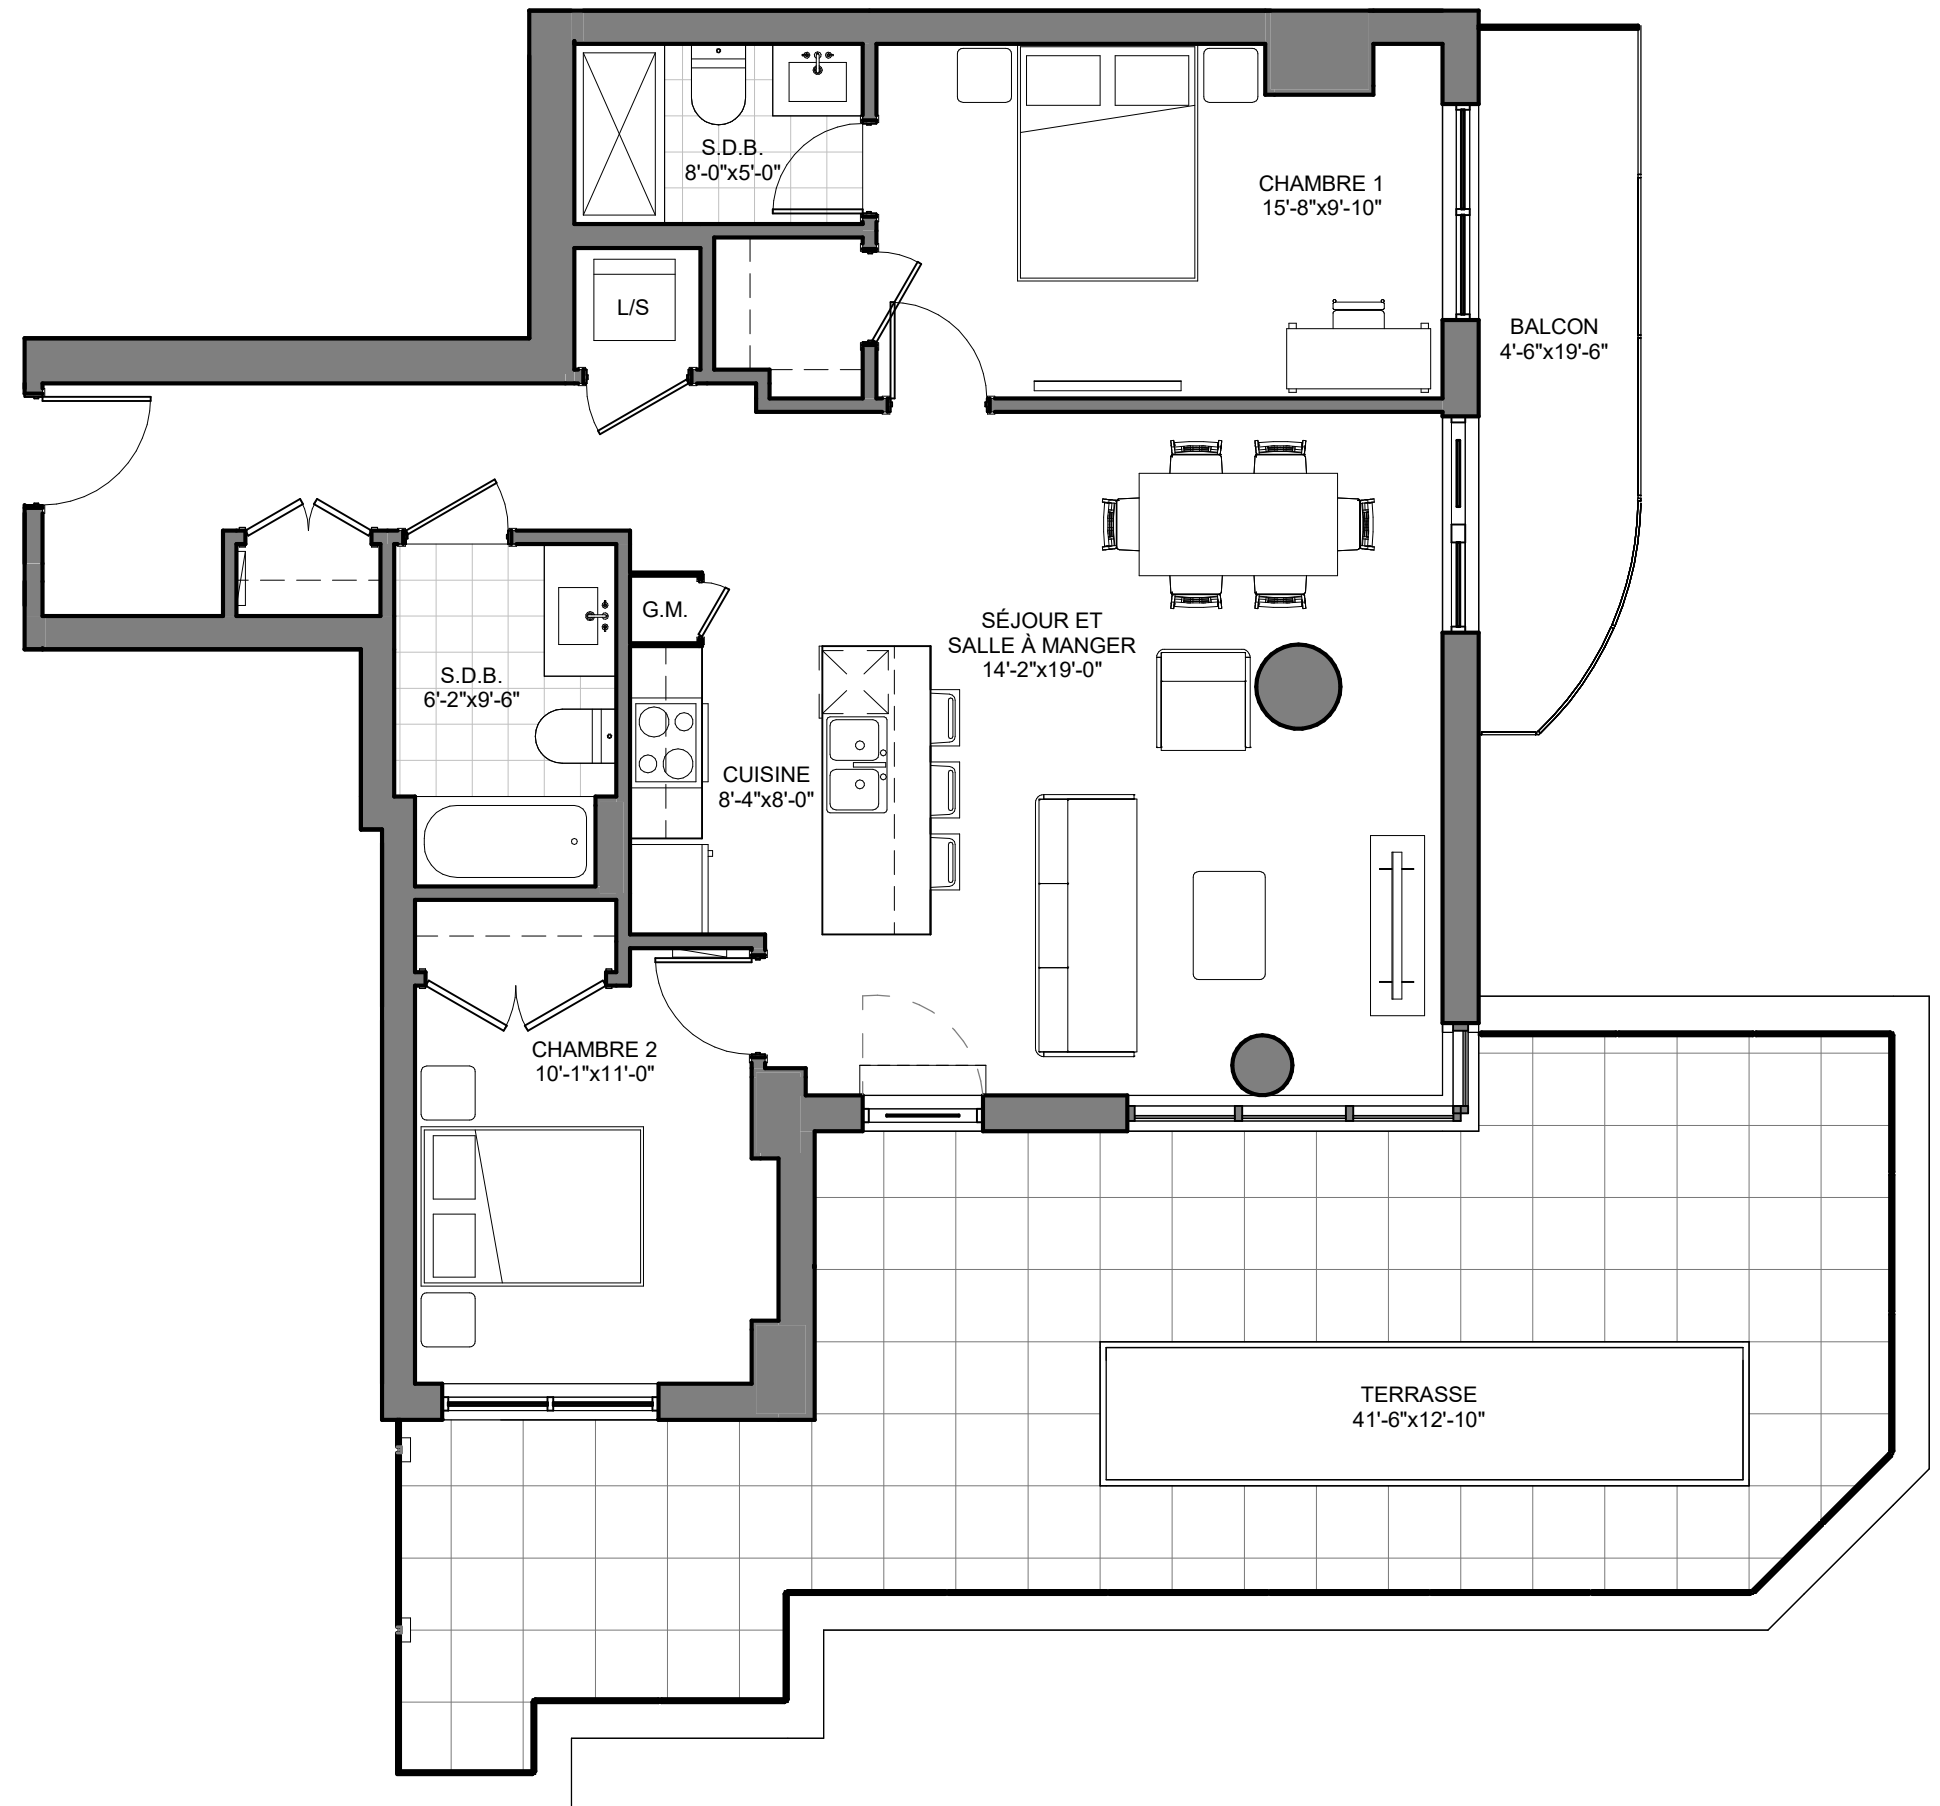 S.D.B.
8'-0"x5'-0"
CHAMBRE 1
15'-8"x9'-10"
L/S
BALCON
4'-6"x19'-6"
G.M.
SÉJOUR ET
SALLE À MANGER
14'-2"x19'-0"
S.D.B.
6'-2"x9'-6"
CUISINE
8'-4"x8'-0"
CHAMBRE 2
10'-1"x11'-0"
TERRASSE
41'-6"x12'-10"